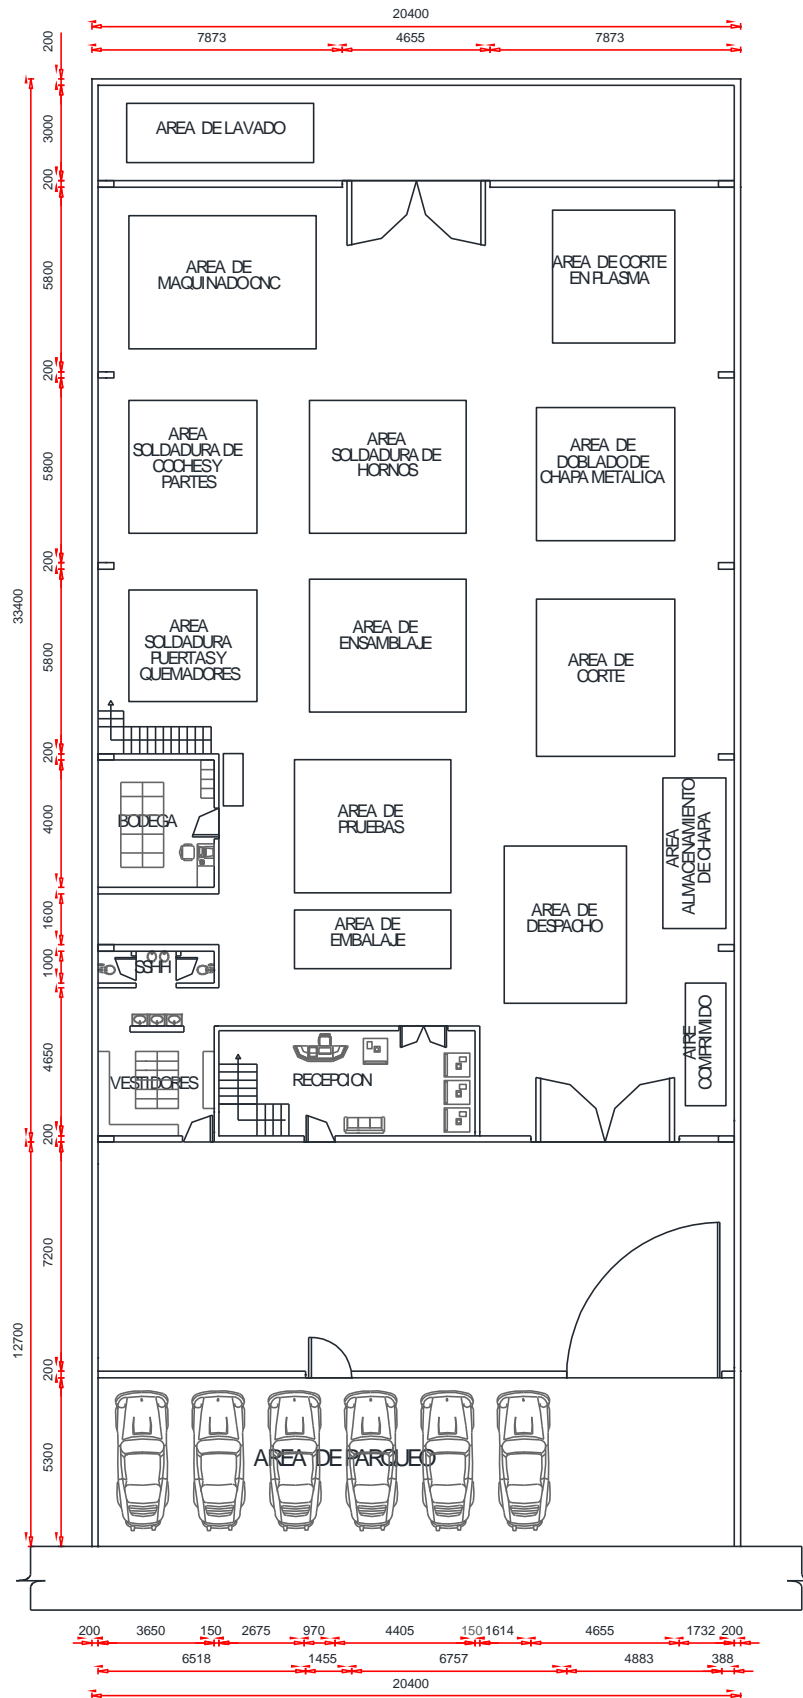 20400
7873 4655 7873
200
3000
200
5800
200
5800
200
5800
200
4000
1600
1000
4650
200
7200
200
5300
33400
12700
AREA DE LAVADO
AREA DE
MAQUINADO CNC
AREA DE CORTE
EN PLASMA
AREA
SOLDADURA DE
COCHES Y
PARTES
AREA
SOLDADURA DE
HORNOS
AREA DE
DOBLADO DE
CHAPA METALICA
AREA
SOLDADURA
PUERTAS Y
QUEMADORES
AREA DE
ENSAMBLAJE
AREA DE
CORTE
BODEGA
AREA DE
PRUEBAS
AREA
ALMACENAMIENTO
DE CHAPA
AREA DE
EMBALAJE
AREA DE
DESPACHO
SSHH
AIRE
COMPRIMIDO
VESTIDORES
RECEPCION
AREA DE PARQUEO
200 3650 150 2675 970 4405 150 1614 4655 1732 200
6518 1455 6757 4883 388
20400